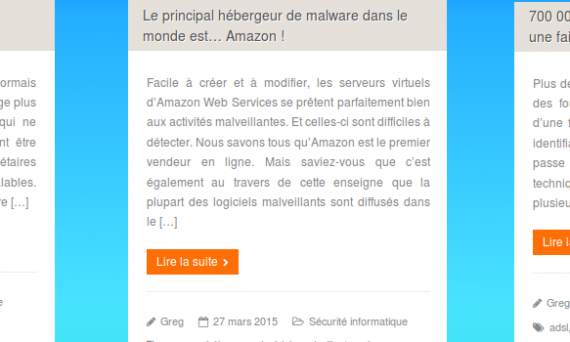 ormais
ge plus
qui ne
nt être
étaires
lables.
re […]
e
Le principal hébergeur de malware dans le
monde est… Amazon !
Facile à créer et à modifier, les serveurs virtuels
d'Amazon Web Services se prêtent parfaitement bien
aux activités malveillantes. Et celles-ci sont difficiles à
détecter. Nous savons tous qu'Amazon est le premier
vendeur en ligne. Mais saviez-vous que c'est
également au travers de cette enseigne que la
plupart des logiciels malveillants sont diffusés dans
le […]
Lire la suite
Greg 27 mars 2015 Sécurité informatique
700 00
une fai
Plus de
des fo
d'une f
identifia
passe
techniq
plusieu
Lire l
Greg
adsl,